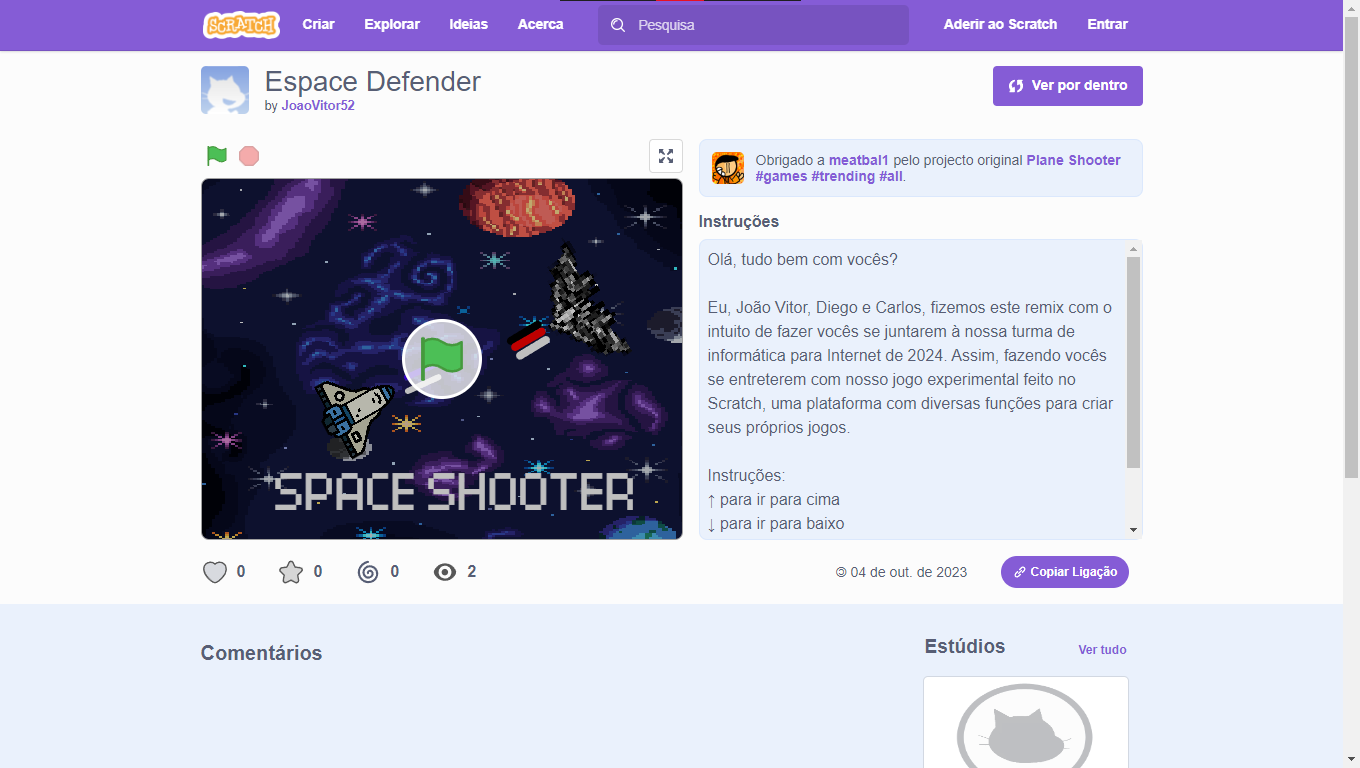 SCRATCH Criar Explorar Ideias Acerca Pesquisa Aderir ao Scratch Entrar
Espace Defender
by JoaoVitor52
Ver por dentro
Obrigado a meatbal1 pelo projecto original Plane Shooter
#games #trending #all.
Instruções
Olá, tudo bem com vocês?
Eu, João Vitor, Diego e Carlos, fizemos este remix com o
intuito de fazer vocês se juntarem à nossa turma de
informática para Internet de 2024. Assim, fazendo vocês
se entreterem com nosso jogo experimental feito no
Scratch, uma plataforma com diversas funções para criar
seus próprios jogos.
Instruções:
↑ para ir para cima
↓ para ir para baixo
SPACE SHOOTER
0 0 0 2
04 de out. de 2023
Copiar Ligação
Comentários
Estúdios
Ver tudo